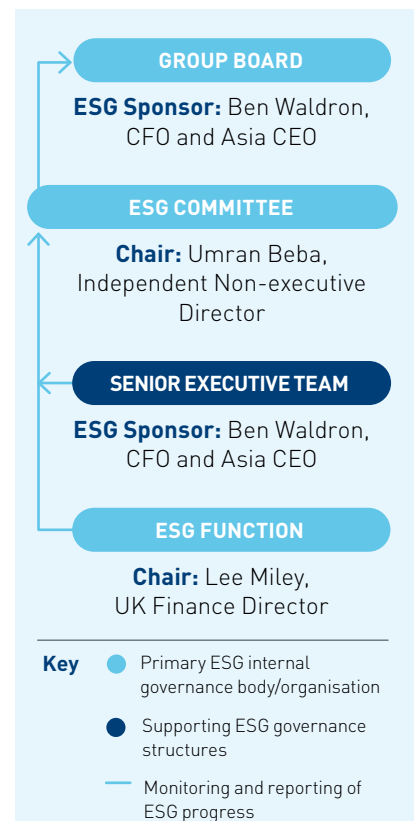 GROUP BOARD
ESG Sponsor: Ben Waldron,
CFO and Asia CEO
ESG COMMITTEE
Chair: Umran Beba,
Independent Non-executive
Director
SENIOR EXECUTIVE TEAM
ESG Sponsor: Ben Waldron,
CFO and Asia CEO
ESG FUNCTION
Chair: Lee Miley,
UK Finance Director
Key
Primary ESG internal
governance body/organisation
Supporting ESG governance
structures
Monitoring and reporting of
ESG progress